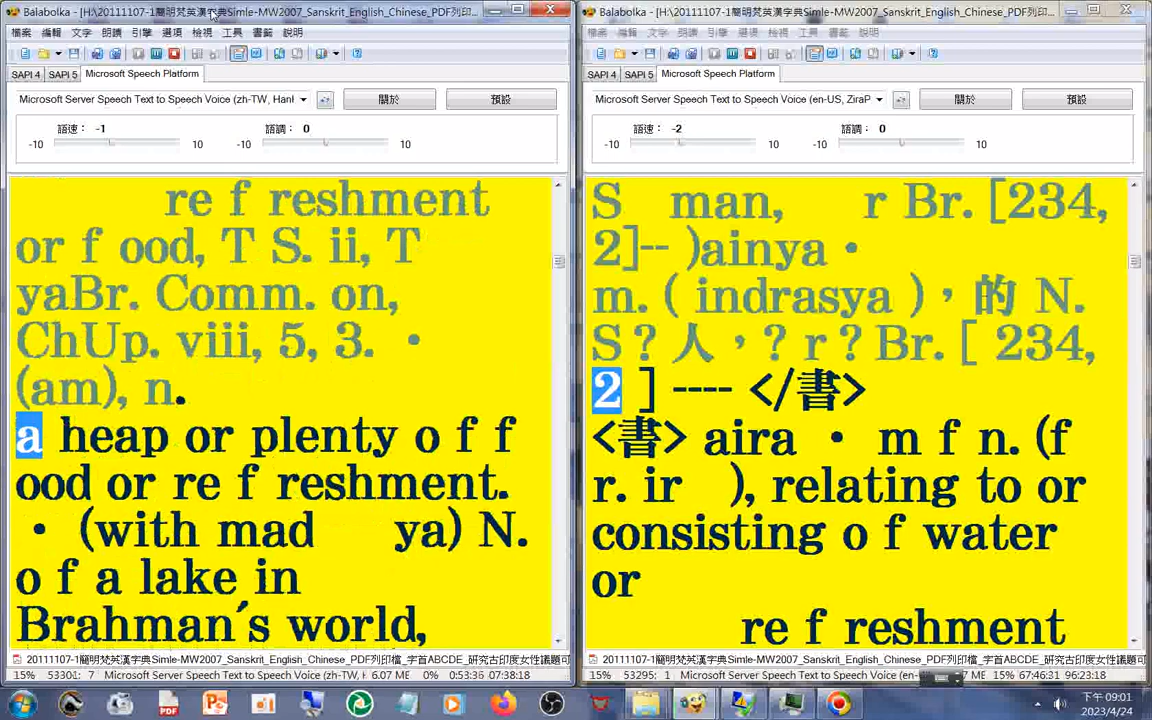 Balabolka - [H:\20111107-1簡明梵英漢字典Simle-MW2007_Sanskrit_English_Chinese_PDF列印...
檔案 編輯 文字 朗讀 引擎 選項 檢視 工具 書籤 說明
SAPI 4 SAPI 5 Microsoft Speech Platform
Microsoft Server Speech Text to Speech Voice (zh-TW, HanH
關於 預設
語速： -1 語調： 0
-10 10 -10 10
re f reshment
or f ood, T S. ii, T
yaBr. Comm. on,
ChUp. viii, 5, 3. •
(am), n.
a heap or plenty o f f
ood or re f reshment.
• (with mad ya) N.
o f a lake in
Brahman′s world,
20111107-1簡明梵英漢字典Simle-MW2007_Sanskrit_English_Chinese_PDF列印檔_字首ABCDE_研究古印度女性議題可
15% 53301: 7 Microsoft Server Speech Text to Speech Voice (zh-TW, H 6.07 MB 0% 0:53:36 07:38:18
Balabolka - [H:\20111107-1簡明梵英漢字典Simle-MW2007_Sanskrit_English_Chinese_PDF列印...
檔案 編輯 文字 朗讀 引擎 選項 檢視 工具 書籤 說明
SAPI 4 SAPI 5 Microsoft Speech Platform
Microsoft Server Speech Text to Speech Voice (en-US, ZiraP
關於 預設
語速： -2 語調： 0
-10 10 -10 10
S man, r Br. [234,
2]-- )ainya •
m. ( indrasya )，的 N.
S？人，？r？Br. [ 234,
2 ] ---- </書>
<書> aira • m f n. (f
r. ir ), relating to or
consisting o f water
or
re f reshment
20111107-1簡明梵英漢字典Simle-MW2007_Sanskrit_English_Chinese_PDF列印檔_字首ABCDE_研究古印度女性議題可
15% 53295: 1 Microsoft Server Speech Text to Speech Voice (en-U 15% 67:46:31 96:23:18
下午 09:01
2023/4/24